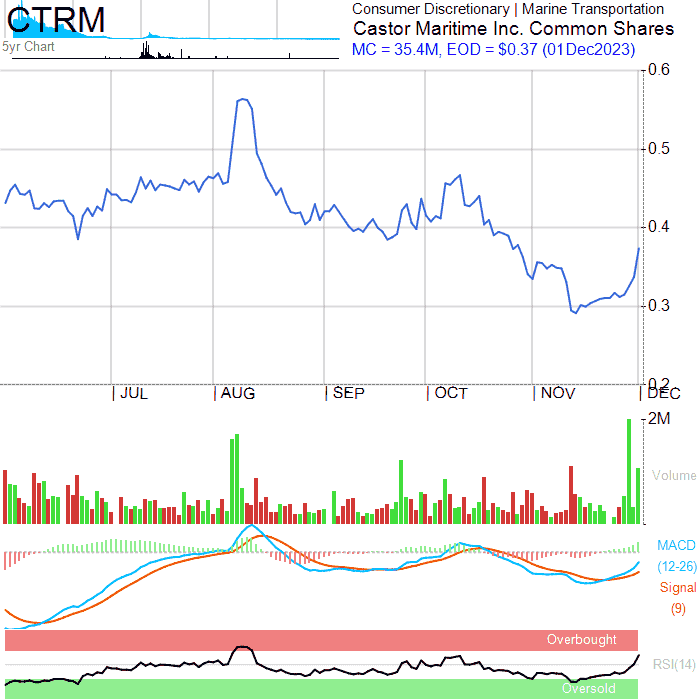 CTRM
5yr Chart
Consumer Discretionary | Marine Transportation
Castor Maritime Inc. Common Shares
MC = 35.4M, EOD = $0.37 (01Dec2023)
0.6
0.5
0.4
0.3
0.2
JUL AUG SEP OCT NOV DEC
2M
Volume
MACD
(12-26)
Signal
(9)
Overbought
RSI(14)
Oversold